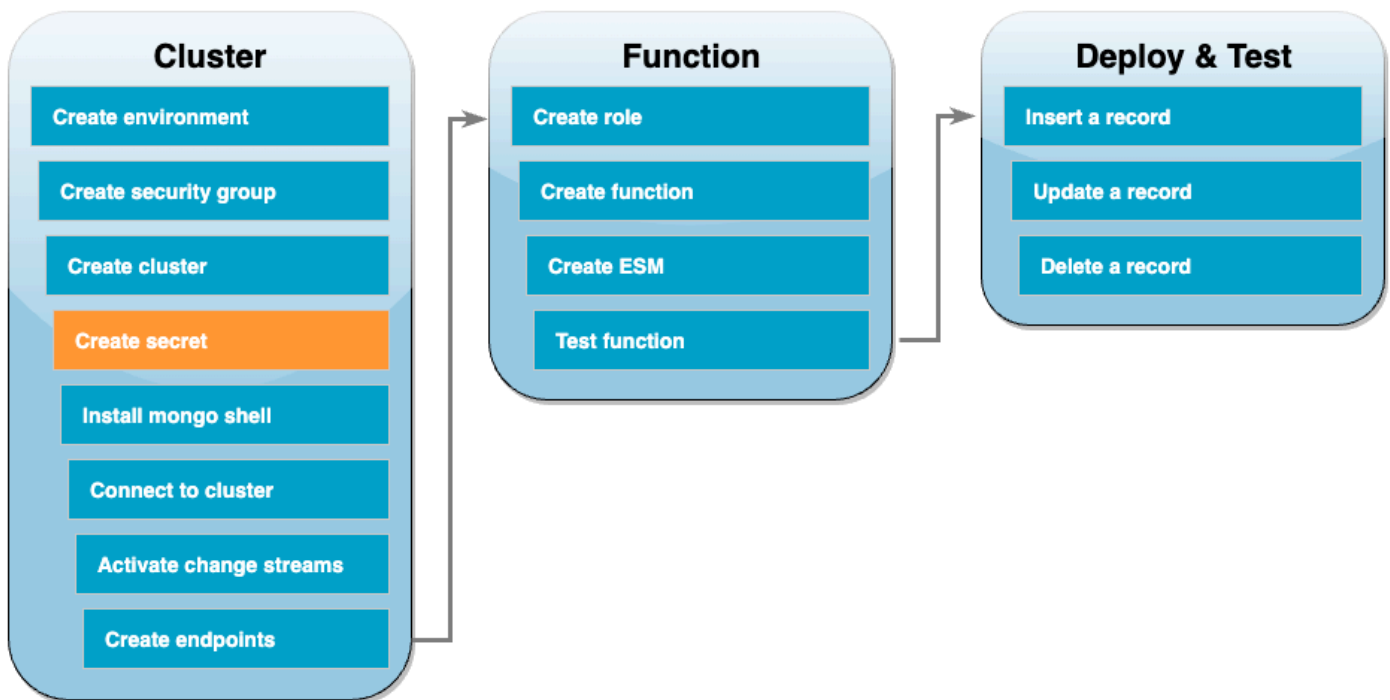 Cluster
Create environment
Create security group
Create cluster
Create secret
Install mongo shell
Connect to cluster
Activate change streams
Create endpoints
Function
Create role
Create function
Create ESM
Test function
Deploy & Test
Insert a record
Update a record
Delete a record